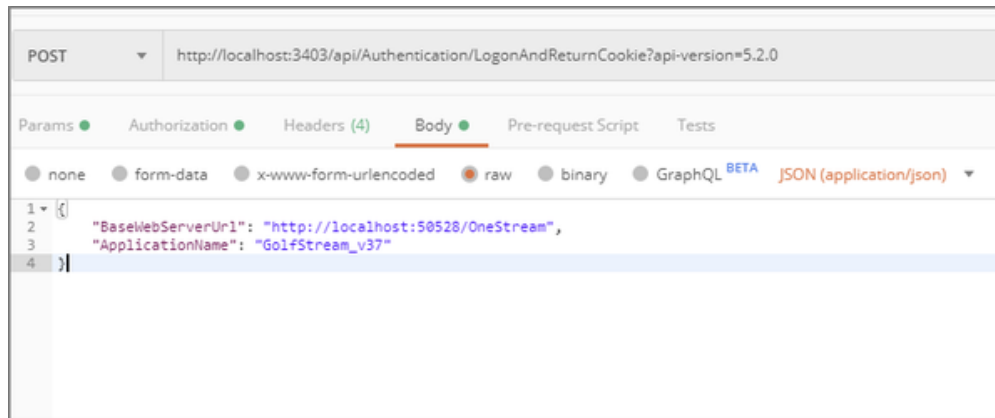 POST http://localhost:3403/api/Authentication/LogonAndReturnCookie?api-version=5.2.0
Params Authorization Headers (4) Body Pre-request Script Tests
none form-data x-www-form-urlencoded raw binary GraphQL BETA JSON (application/json)
1 {
2 "BaseWebServerUrl": "http://localhost:50528/OneStream",
3 "ApplicationName": "GolfStream_v37"
4 }